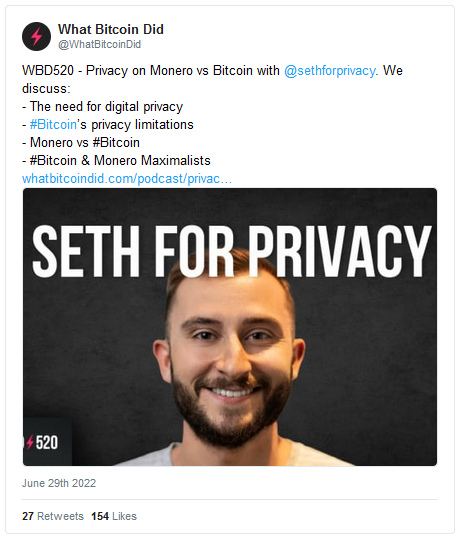 What Bitcoin Did
@WhatBitcoinDid
WBD520 - Privacy on Monero vs Bitcoin with @sethforprivacy. We
discuss:
- The need for digital privacy
- #Bitcoin's privacy limitations
- Monero vs #Bitcoin
- #Bitcoin & Monero Maximalists
whatbitcoindid.com/podcast/privac…
SETH FOR PRIVACY
520
June 29th 2022
27 Retweets 154 Likes